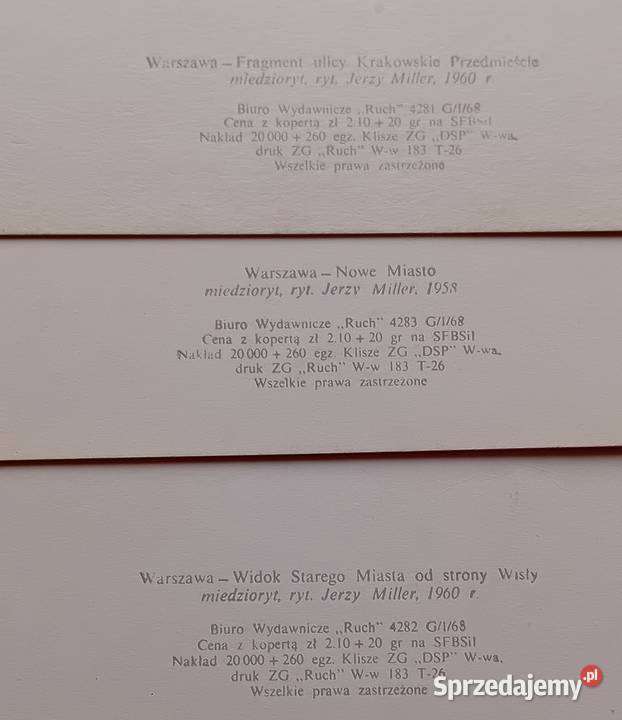 Warszawa – Fragment ulicy Krakowskie Przedmieście
miedzioryt, ryt. Jerzy Miller, 1960 r.
Biuro Wydawnicze „Ruch” 4281 G/I/68
Cena z kopertą zł 2.10 + 20 gr na SFBSiI
Nakład 20 000 + 260 egz. Klisze ZG „DSP” W-wa,
druk ZG „Ruch” W-w 183 T-26
Wszelkie prawa zastrzeżone
Warszawa – Nowe Miasto
miedzioryt, ryt. Jerzy Miller, 1958
Biuro Wydawnicze „Ruch” 4283 G/I/68
Cena z kopertą zł 2.10 + 20 gr na SFBSiI
Nakład 20 000 + 260 egz. Klisze ZG „DSP” W-wa,
druk ZG „Ruch” W-w 183 T-26
Wszelkie prawa zastrzeżone
Warszawa – Widok Starego Miasta od strony Wisły
miedzioryt, ryt. Jerzy Miller, 1960 r.
Biuro Wydawnicze „Ruch” 4282 G/I/68
Cena z kopertą zł 2.10 + 20 gr na SFBSiI
Nakład 20 000 + 260 egz. Klisze ZG „DSP” W-wa,
druk ZG „Ruch” W-w 183 T-26
Wszelkie prawa zastrzeżone
Sprzedajemy.pl